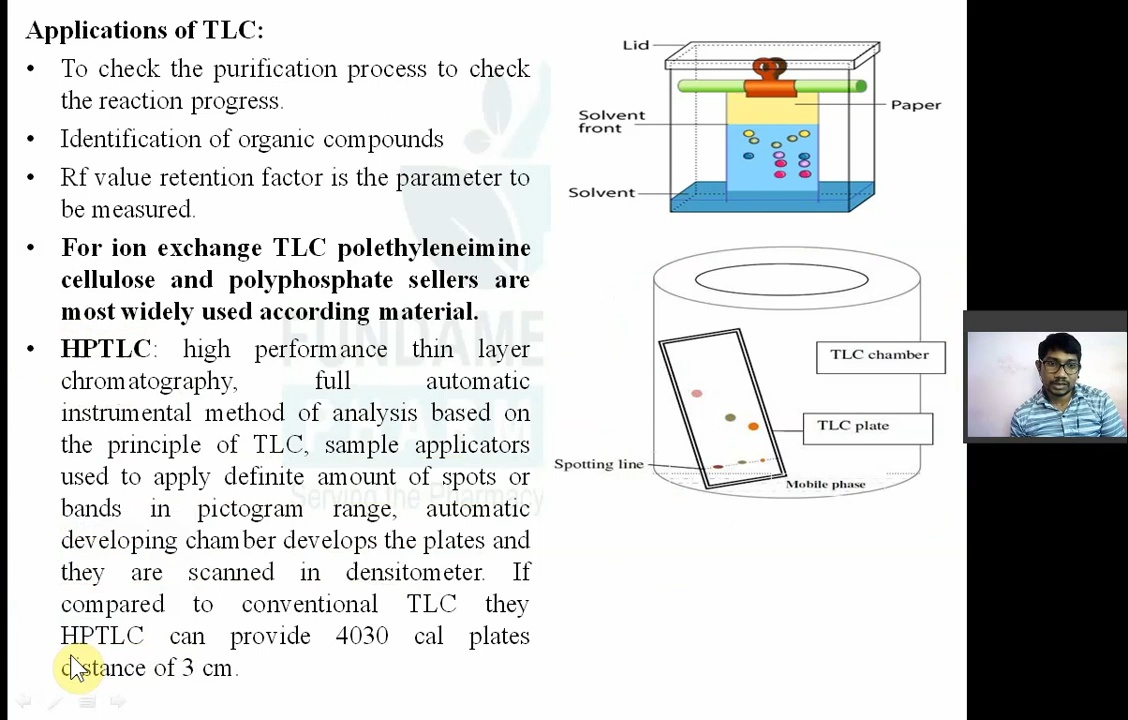 Applications of TLC:
• To check the purification process to check
the reaction progress.
• Identification of organic compounds
• Rf value retention factor is the parameter to
be measured.
• For ion exchange TLC polethyleneimine
cellulose and polyphosphate sellers are
most widely used according material.
• HPTLC: high performance thin layer
chromatography, full automatic
instrumental method of analysis based on
the principle of TLC, sample applicators
used to apply definite amount of spots or
bands in pictogram range, automatic
developing chamber develops the plates and
they are scanned in densitometer. If
compared to conventional TLC they
HPTLC can provide 4030 cal plates
distance of 3 cm.
Lid
Paper
Solvent
front
Solvent
TLC chamber
TLC plate
Spotting line
Mobile phase
FUNDAME
Serving the Pharmacy